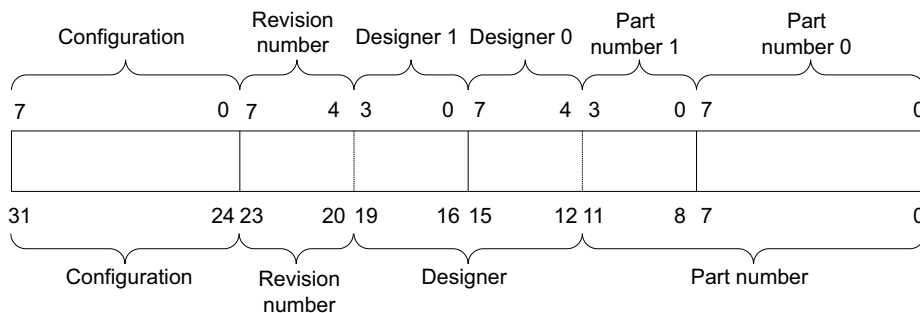 Configuration
Revision
number
Designer 1
Designer 0
Part
number 1
Part
number 0
7 0 7 4 3 0 7 4 3 0 7 0
31 24 23 20 19 16 15 12 11 8 7 0
Configuration
Revision
number
Designer
Part number